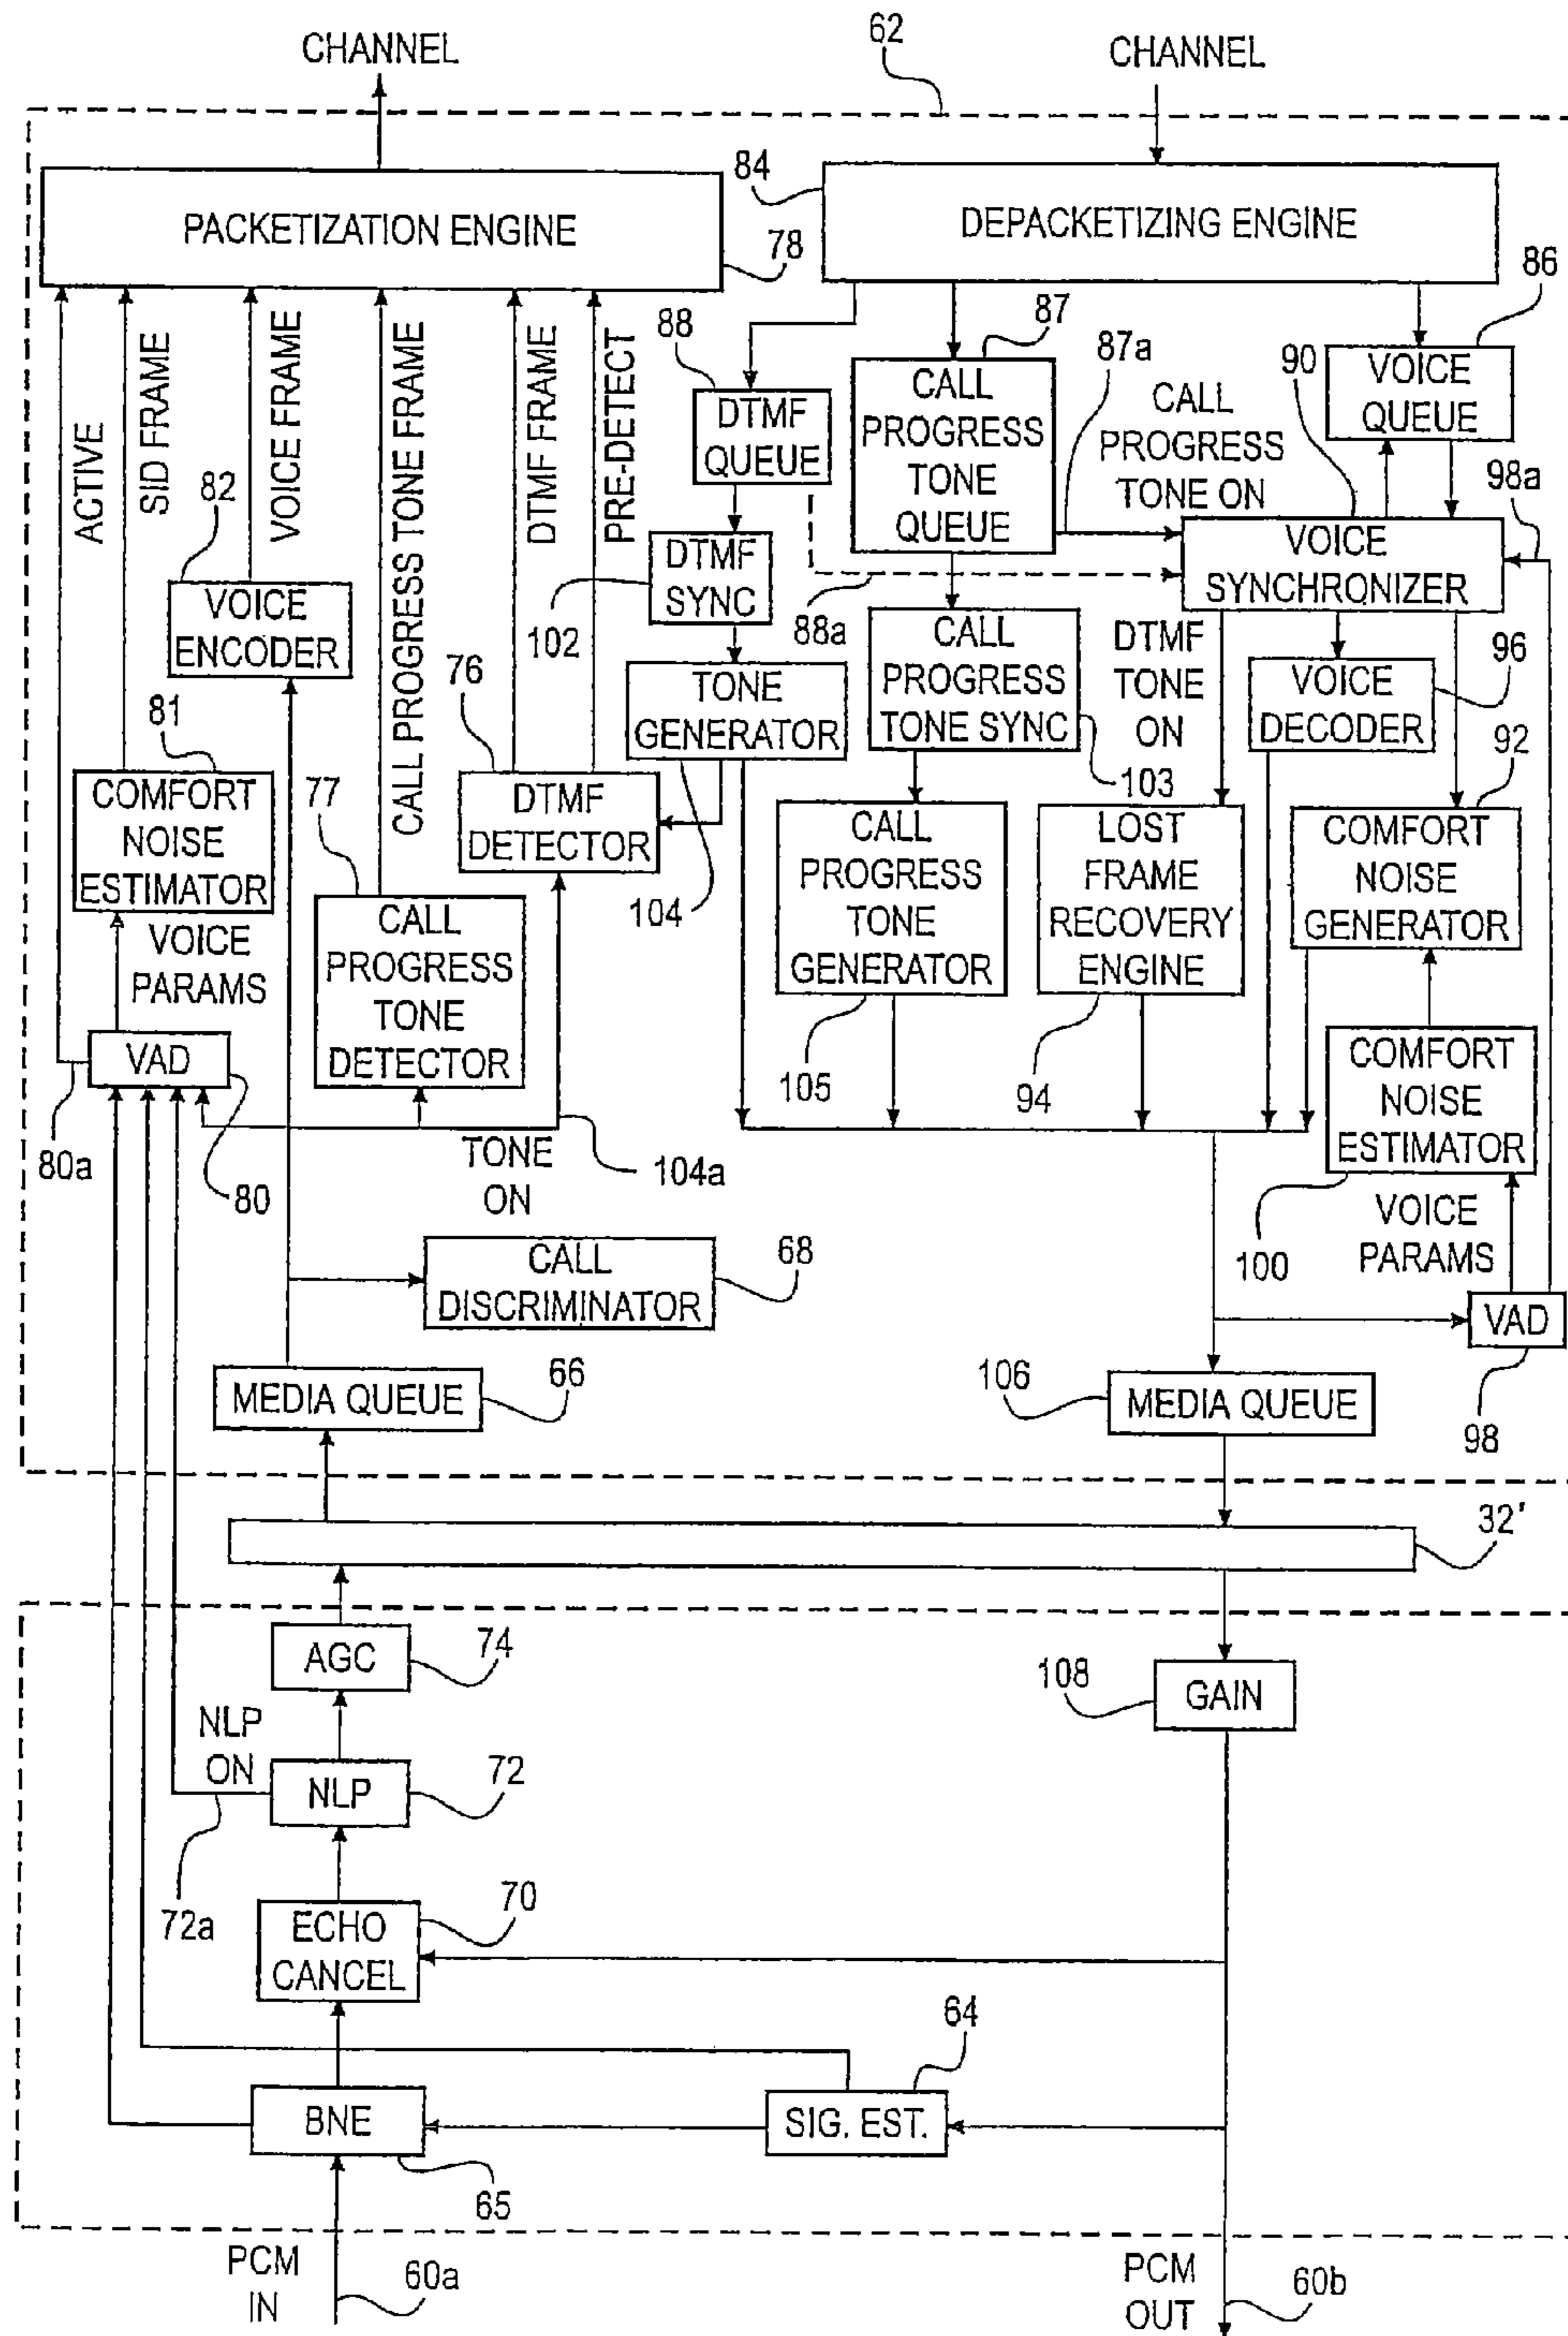 62
CHANNEL
CHANNEL
84
PACKETIZATION ENGINE
78
DEPACKETIZING ENGINE
86
ACTIVE
SID FRAME
VOICE FRAME
CALL PROGRESS TONE FRAME
DTMF FRAME
PRE-DETECT
88
87
87a
90
98a
DTMF
QUEUE
CALL
PROGRESS
TONE
QUEUE
CALL
PROGRESS
TONE ON
VOICE
QUEUE
82
VOICE
ENCODER
102
DTMF
SYNC
88a
VOICE
SYNCHRONIZER
81
COMFORT
NOISE
ESTIMATOR
77
76
DTMF
DETECTOR
TONE
GENERATOR
104
CALL
PROGRESS
TONE SYNC
103
DTMF
TONE
ON
VOICE
DECODER
96
92
CALL
PROGRESS
TONE
DETECTOR
CALL
PROGRESS
TONE
GENERATOR
105
LOST
FRAME
RECOVERY
ENGINE
94
COMFORT
NOISE
GENERATOR
VOICE
PARAMS
VAD
80a
80
TONE
ON
104a
COMFORT
NOISE
ESTIMATOR
100
VOICE
PARAMS
CALL
DISCRIMINATOR
68
VAD
98
MEDIA QUEUE
66
106
MEDIA QUEUE
32'
AGC
74
108
GAIN
NLP
ON
NLP
72
72a
ECHO
CANCEL
70
64
BNE
65
SIG. EST.
PCM
IN
60a
PCM
OUT
60b